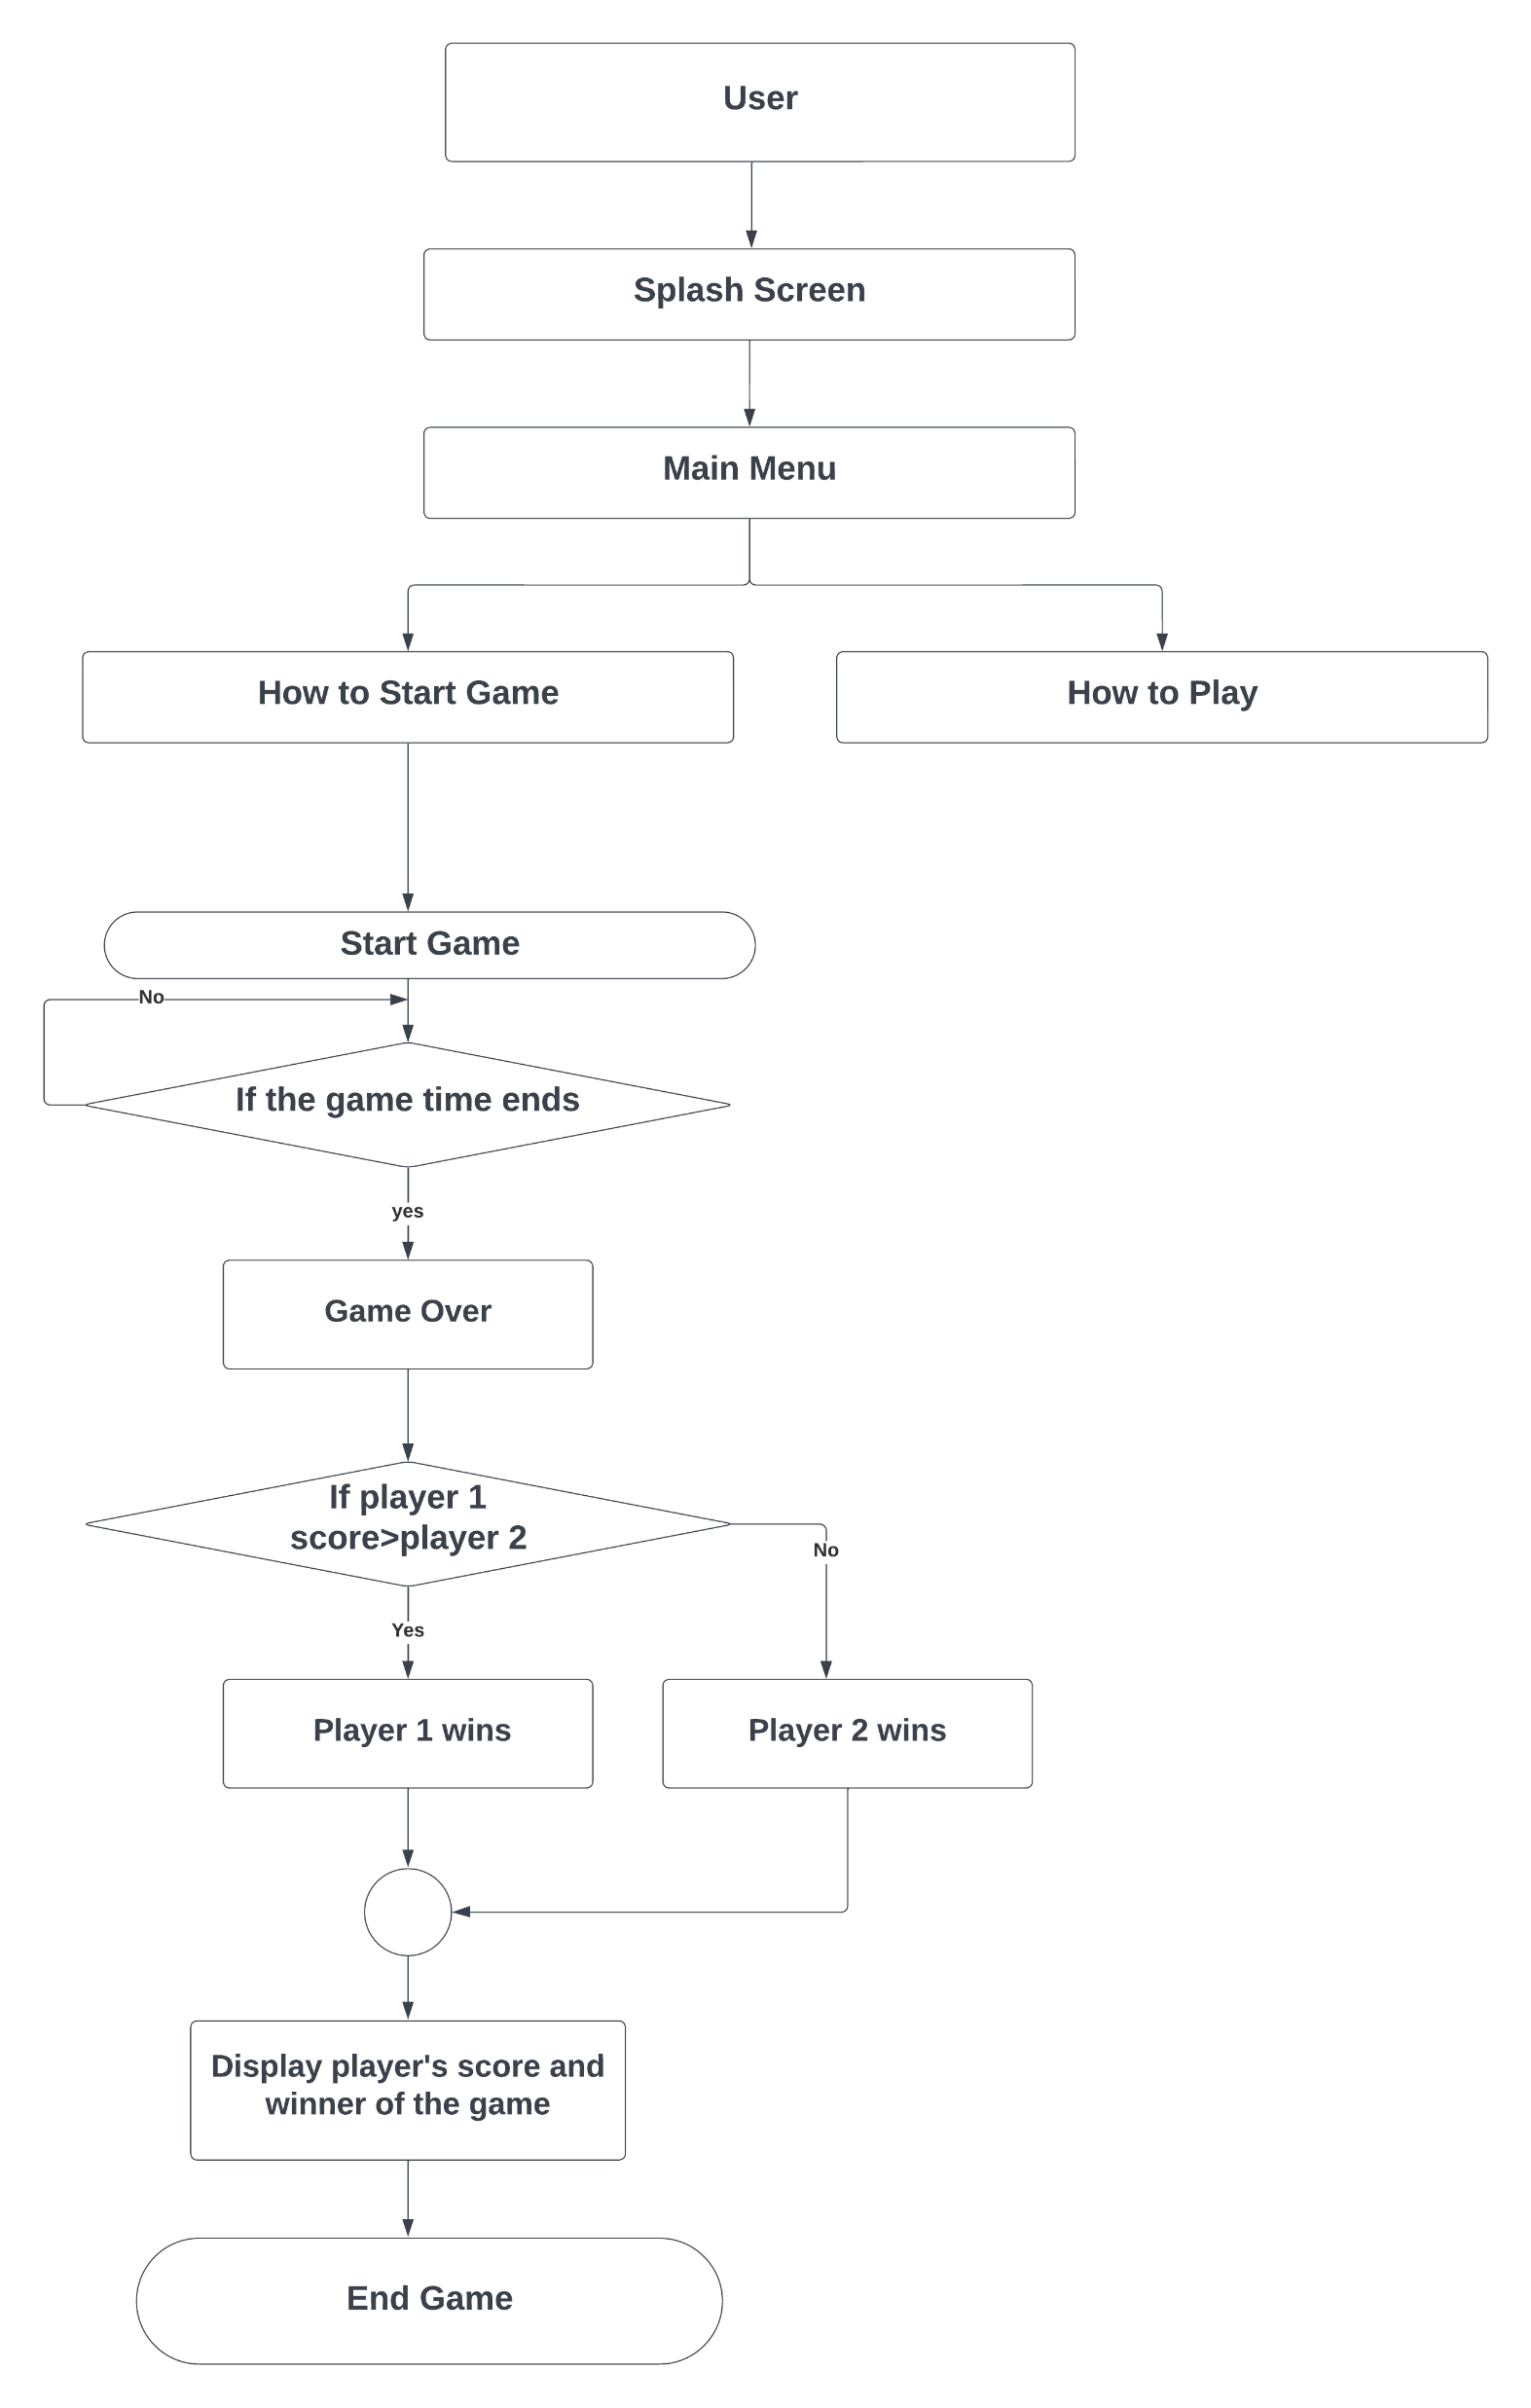 User
Splash Screen
Main Menu
How to Start Game
How to Play
Start Game
No
If the game time ends
yes
Game Over
If player 1
score>player 2
No
Yes
Player 1 wins
Player 2 wins
Display player's score and
winner of the game
End Game